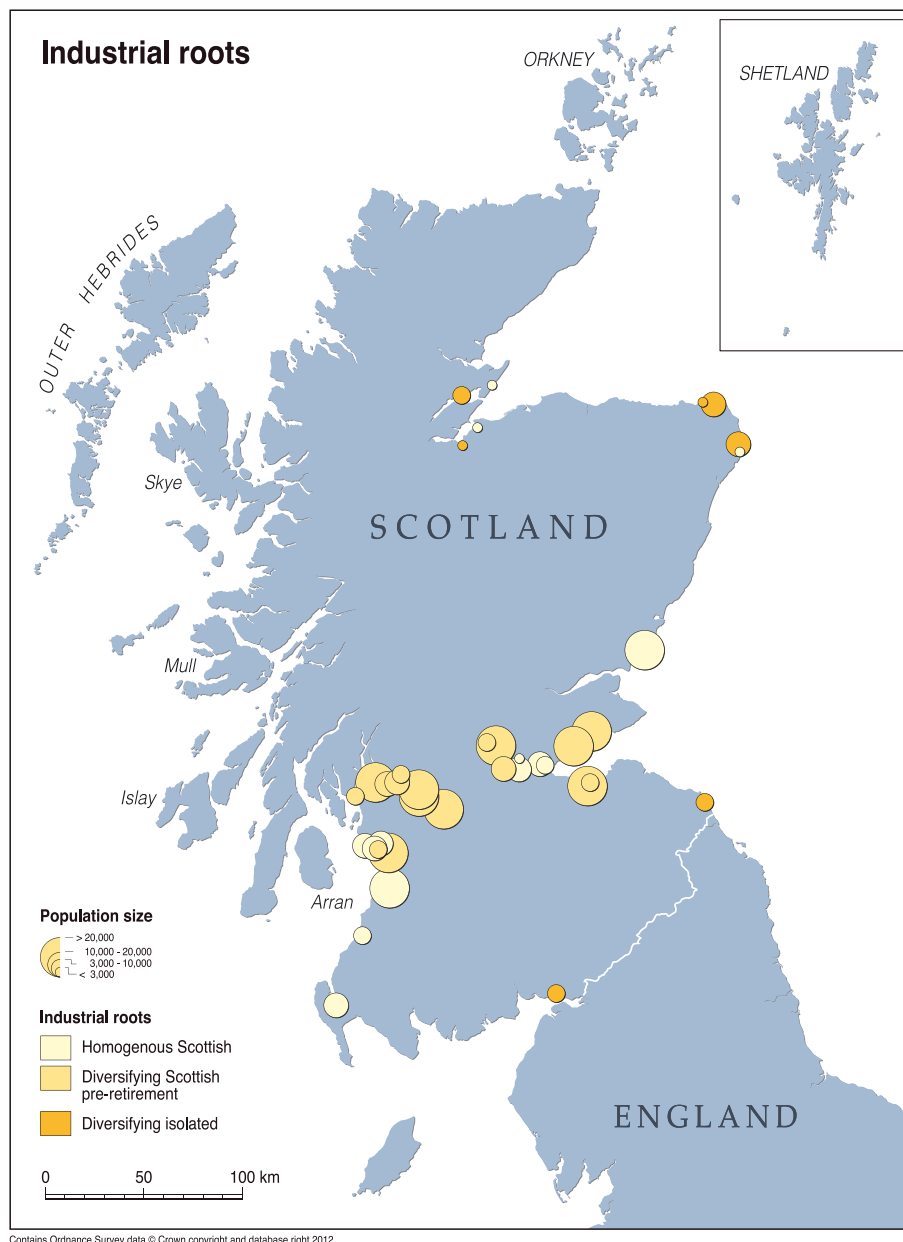 Industrial roots
ORKNEY
SHETLAND
OUTER HEBRIDES
Skye
SCOTLAND
Mull
Islay
Arran
Population size
> 20,000
10,000 - 20,000
3,000 - 10,000
< 3,000
Industrial roots
Homogenous Scottish
Diversifying Scottish
pre-retirement
Diversifying isolated
ENGLAND
0 50 100 km
Contains Ordnance Survey data © Crown copyright and database right 2012